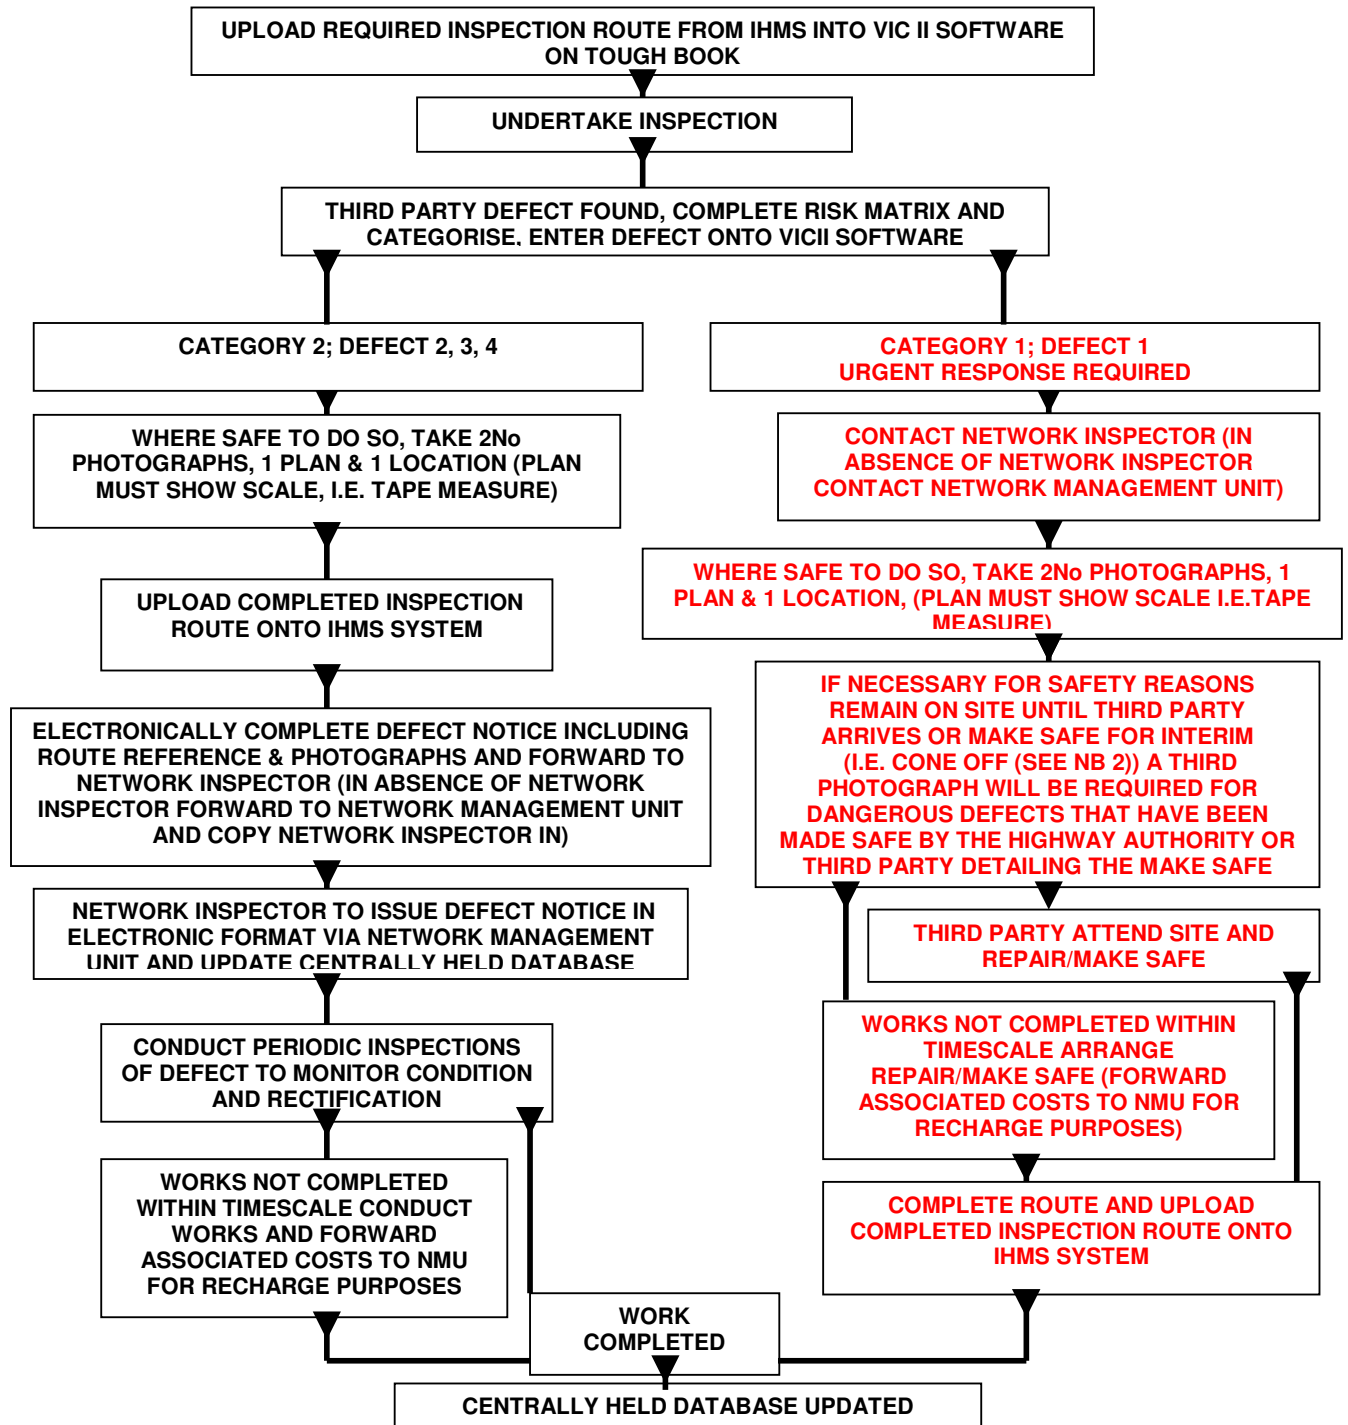 UPLOAD REQUIRED INSPECTION ROUTE FROM IHMS INTO VIC II SOFTWARE
ON TOUGH BOOK
UNDERTAKE INSPECTION
THIRD PARTY DEFECT FOUND, COMPLETE RISK MATRIX AND
CATEGORISE, ENTER DEFECT ONTO VICII SOFTWARE
CATEGORY 2; DEFECT 2, 3, 4
WHERE SAFE TO DO SO, TAKE 2No
PHOTOGRAPHS, 1 PLAN & 1 LOCATION (PLAN
MUST SHOW SCALE, I.E. TAPE MEASURE)
UPLOAD COMPLETED INSPECTION
ROUTE ONTO IHMS SYSTEM
ELECTRONICALLY COMPLETE DEFECT NOTICE INCLUDING
ROUTE REFERENCE & PHOTOGRAPHS AND FORWARD TO
NETWORK INSPECTOR (IN ABSENCE OF NETWORK
INSPECTOR FORWARD TO NETWORK MANAGEMENT UNIT
AND COPY NETWORK INSPECTOR IN)
NETWORK INSPECTOR TO ISSUE DEFECT NOTICE IN
ELECTRONIC FORMAT VIA NETWORK MANAGEMENT
UNIT AND UPDATE CENTRALLY HELD DATABASE
CONDUCT PERIODIC INSPECTIONS
OF DEFECT TO MONITOR CONDITION
AND RECTIFICATION
WORKS NOT COMPLETED
WITHIN TIMESCALE CONDUCT
WORKS AND FORWARD
ASSOCIATED COSTS TO NMU
FOR RECHARGE PURPOSES
CATEGORY 1; DEFECT 1
URGENT RESPONSE REQUIRED
CONTACT NETWORK INSPECTOR (IN
ABSENCE OF NETWORK INSPECTOR
CONTACT NETWORK MANAGEMENT UNIT)
WHERE SAFE TO DO SO, TAKE 2No PHOTOGRAPHS, 1
PLAN & 1 LOCATION, (PLAN MUST SHOW SCALE I.E.TAPE
MEASURE)
IF NECESSARY FOR SAFETY REASONS
REMAIN ON SITE UNTIL THIRD PARTY
ARRIVES OR MAKE SAFE FOR INTERIM
(I.E. CONE OFF (SEE NB 2)) A THIRD
PHOTOGRAPH WILL BE REQUIRED FOR
DANGEROUS DEFECTS THAT HAVE BEEN
MADE SAFE BY THE HIGHWAY AUTHORITY OR
THIRD PARTY DETAILING THE MAKE SAFE
THIRD PARTY ATTEND SITE AND
REPAIR/MAKE SAFE
WORKS NOT COMPLETED WITHIN
TIMESCALE ARRANGE
REPAIR/MAKE SAFE (FORWARD
ASSOCIATED COSTS TO NMU FOR
RECHARGE PURPOSES)
COMPLETE ROUTE AND UPLOAD
COMPLETED INSPECTION ROUTE ONTO
IHMS SYSTEM
WORK
COMPLETED
CENTRALLY HELD DATABASE UPDATED